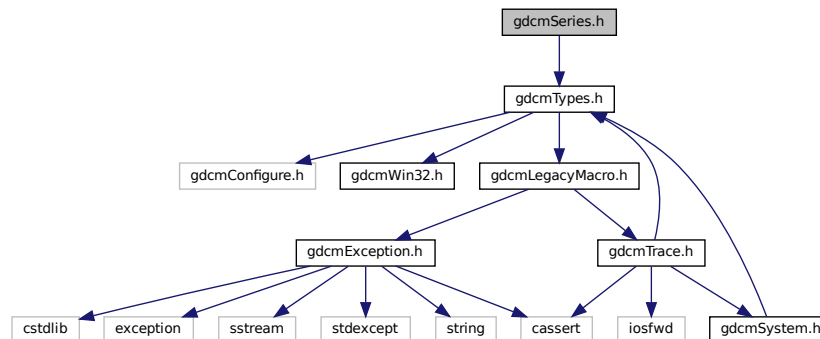 gdcmSeries.h
gdcmTypes.h
gdcmConfigure.h
gdcmWin32.h
gdcmLegacyMacro.h
gdcmException.h
gdcmTrace.h
cstdlib
exception
sstream
stdexcept
string
cassert
iosfwd
gdcmSystem.h